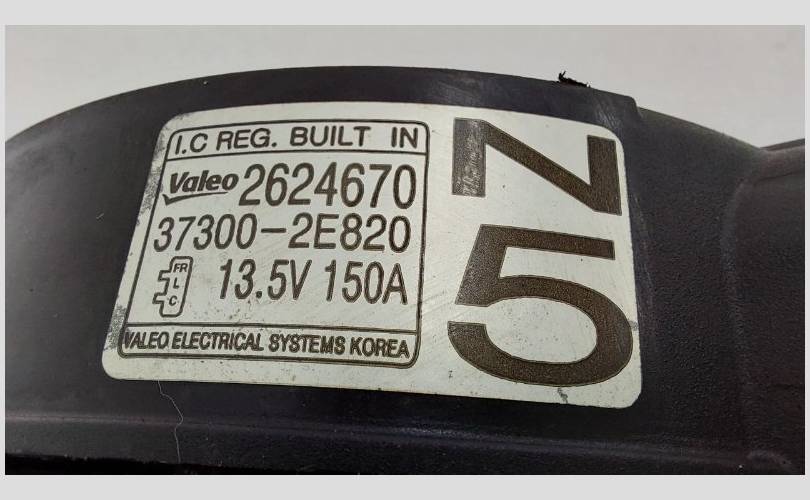 I.C REG. BUILT IN
Valeo 2624670
37300-2E820
FR
L
C
13.5V 150A
VALEO ELECTRICAL SYSTEMS KOREA
N
5